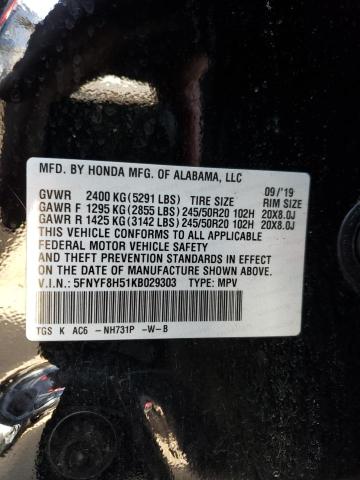 MFD. BY HONDA MFG. OF ALABAMA, LLC
09/'19
GVWR 2400 KG(5291 LBS) TIRE SIZE RIM SIZE
GAWR F 1295 KG(2855 LBS)245/50R20 102H 20X8.0J
GAWR R 1425 KG(3142 LBS)245/50R20 102H 20X8.0J
THIS VEHICLE CONFORMS TO ALL APPLICABLE
FEDERAL MOTOR VEHICLE SAFETY
AND THEFT PREVENTION STANDARDS IN EFFECT
ON THE DATE OF MANUFACTURE SHOWN ABOVE.
V.I.N.: 5FNYF8H51KB029303 TYPE: MPV
TGS K AC6 -NH731P -W-B